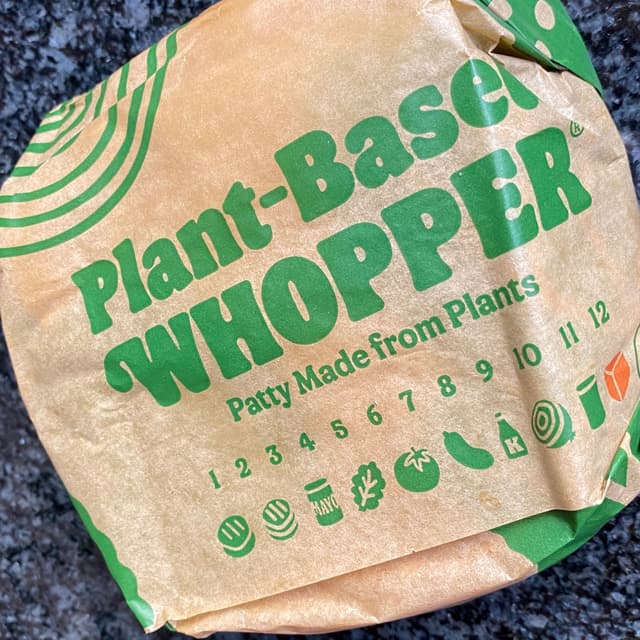 Plant-Based
WHOPPER®
Patty Made from Plants
1 2 3 4 5 6 7 8 9 10 11 12
MAYO
K